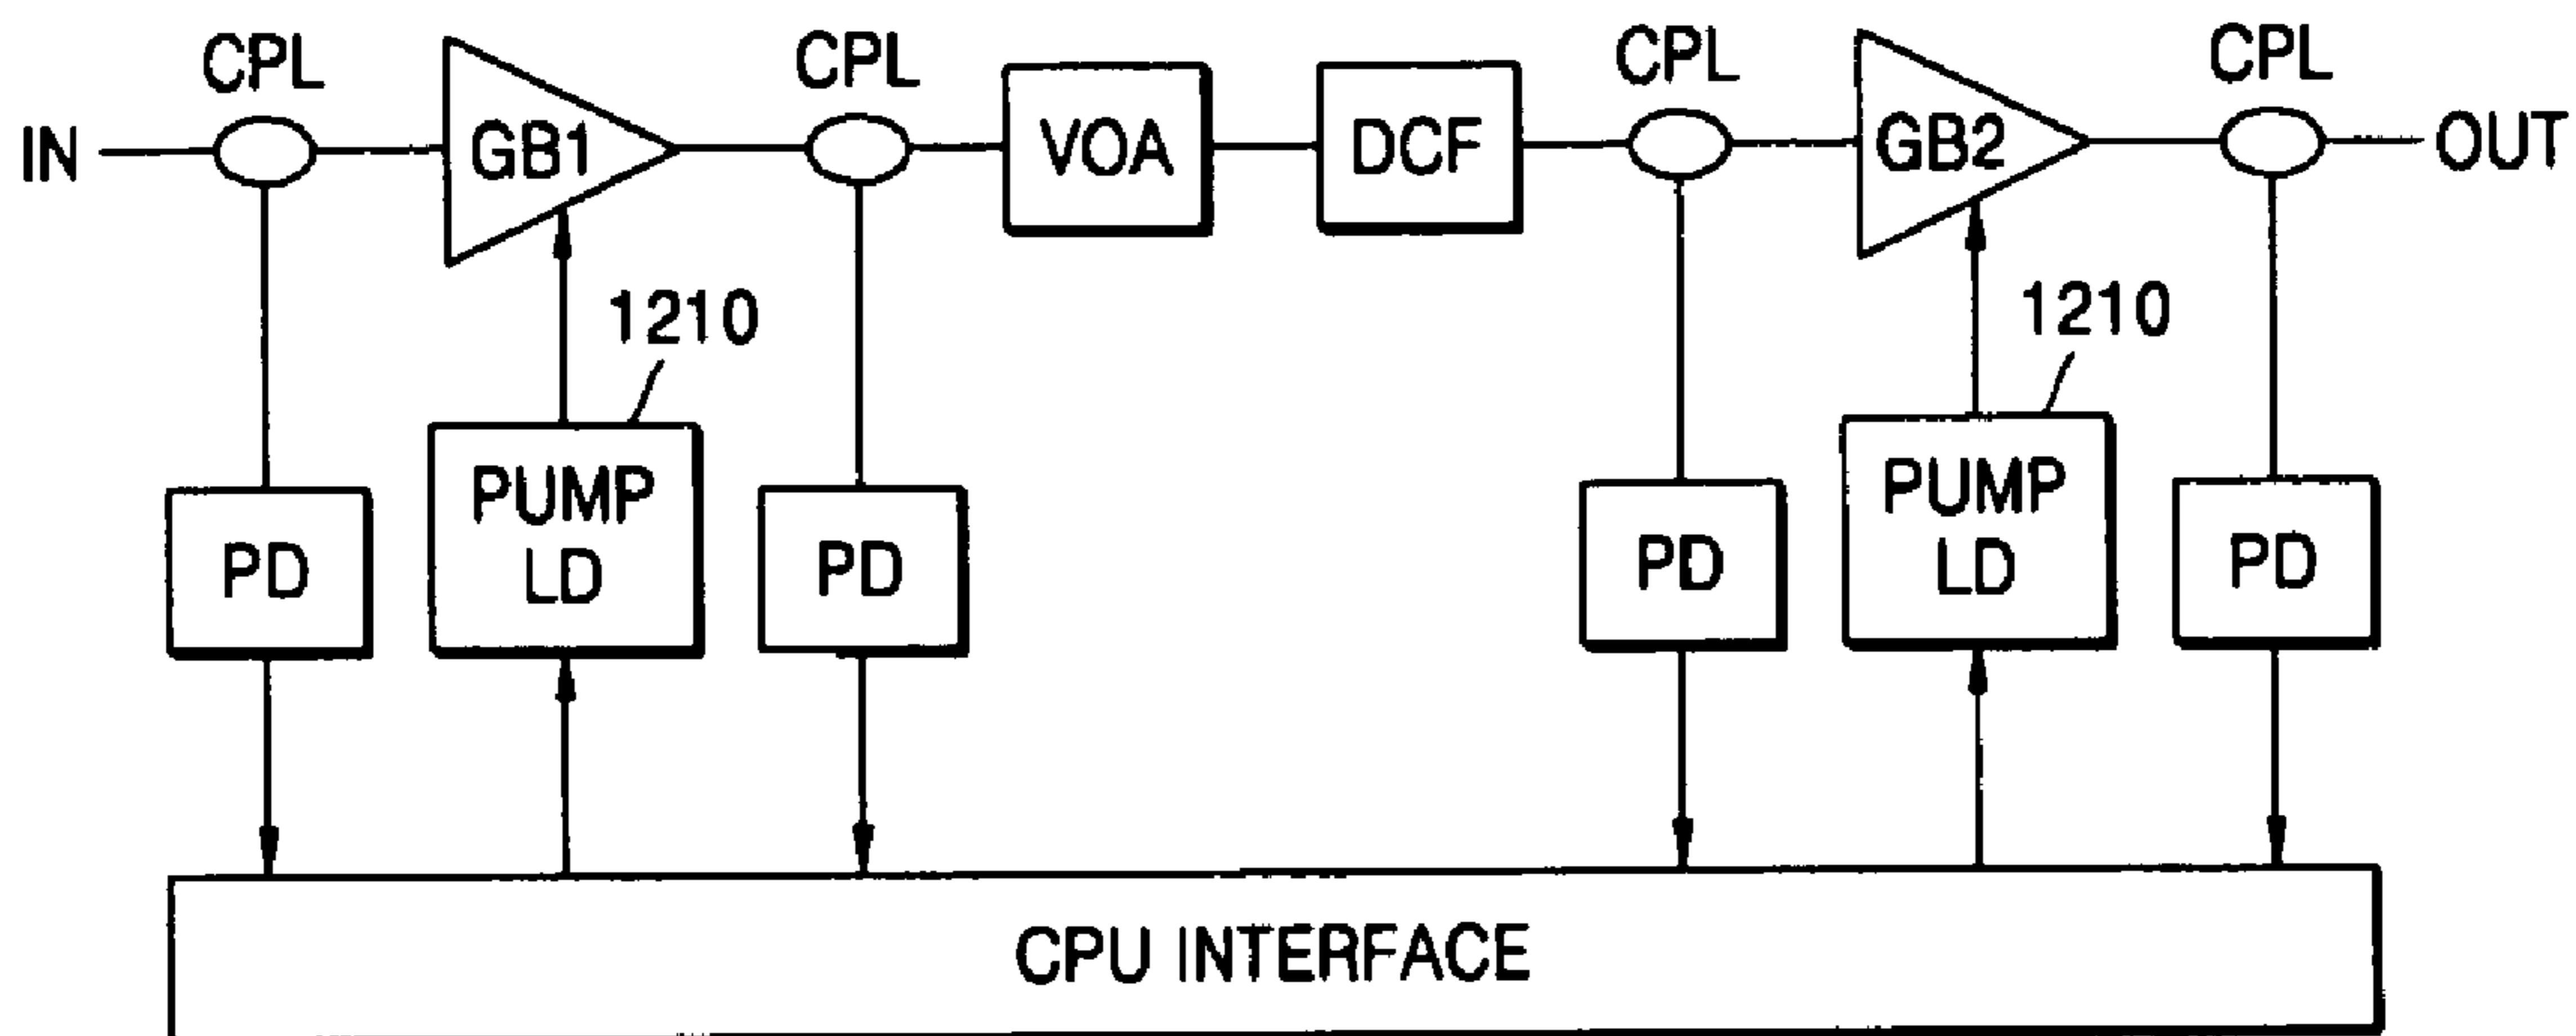 CPL
CPL
CPL
CPL
IN
GB1
VOA
DCF
GB2
OUT
1210
1210
PD
PUMP
LD
PD
PD
PUMP
LD
PD
CPU INTERFACE